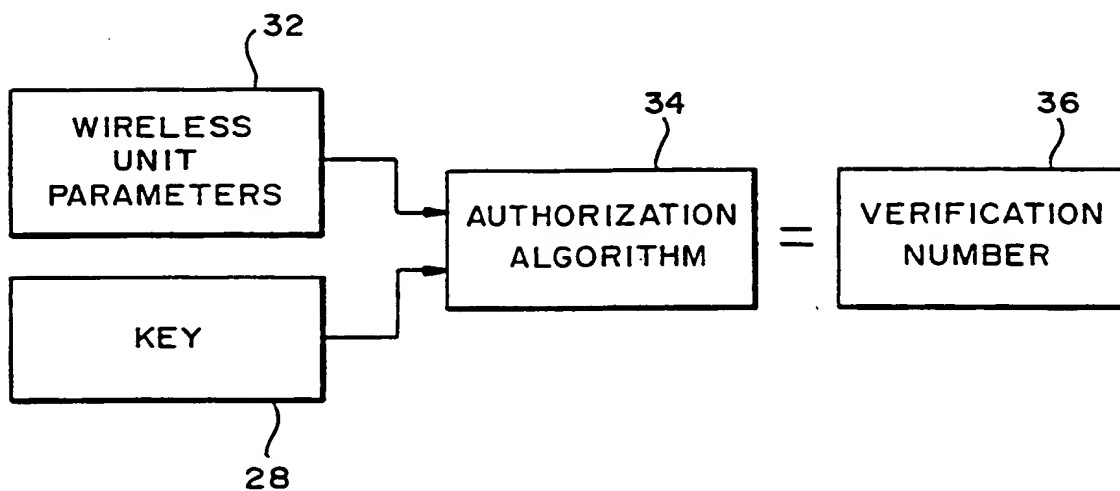 32
WIRELESS
UNIT
PARAMETERS
34
AUTHORIZATION
ALGORITHM
=
36
VERIFICATION
NUMBER
KEY
28